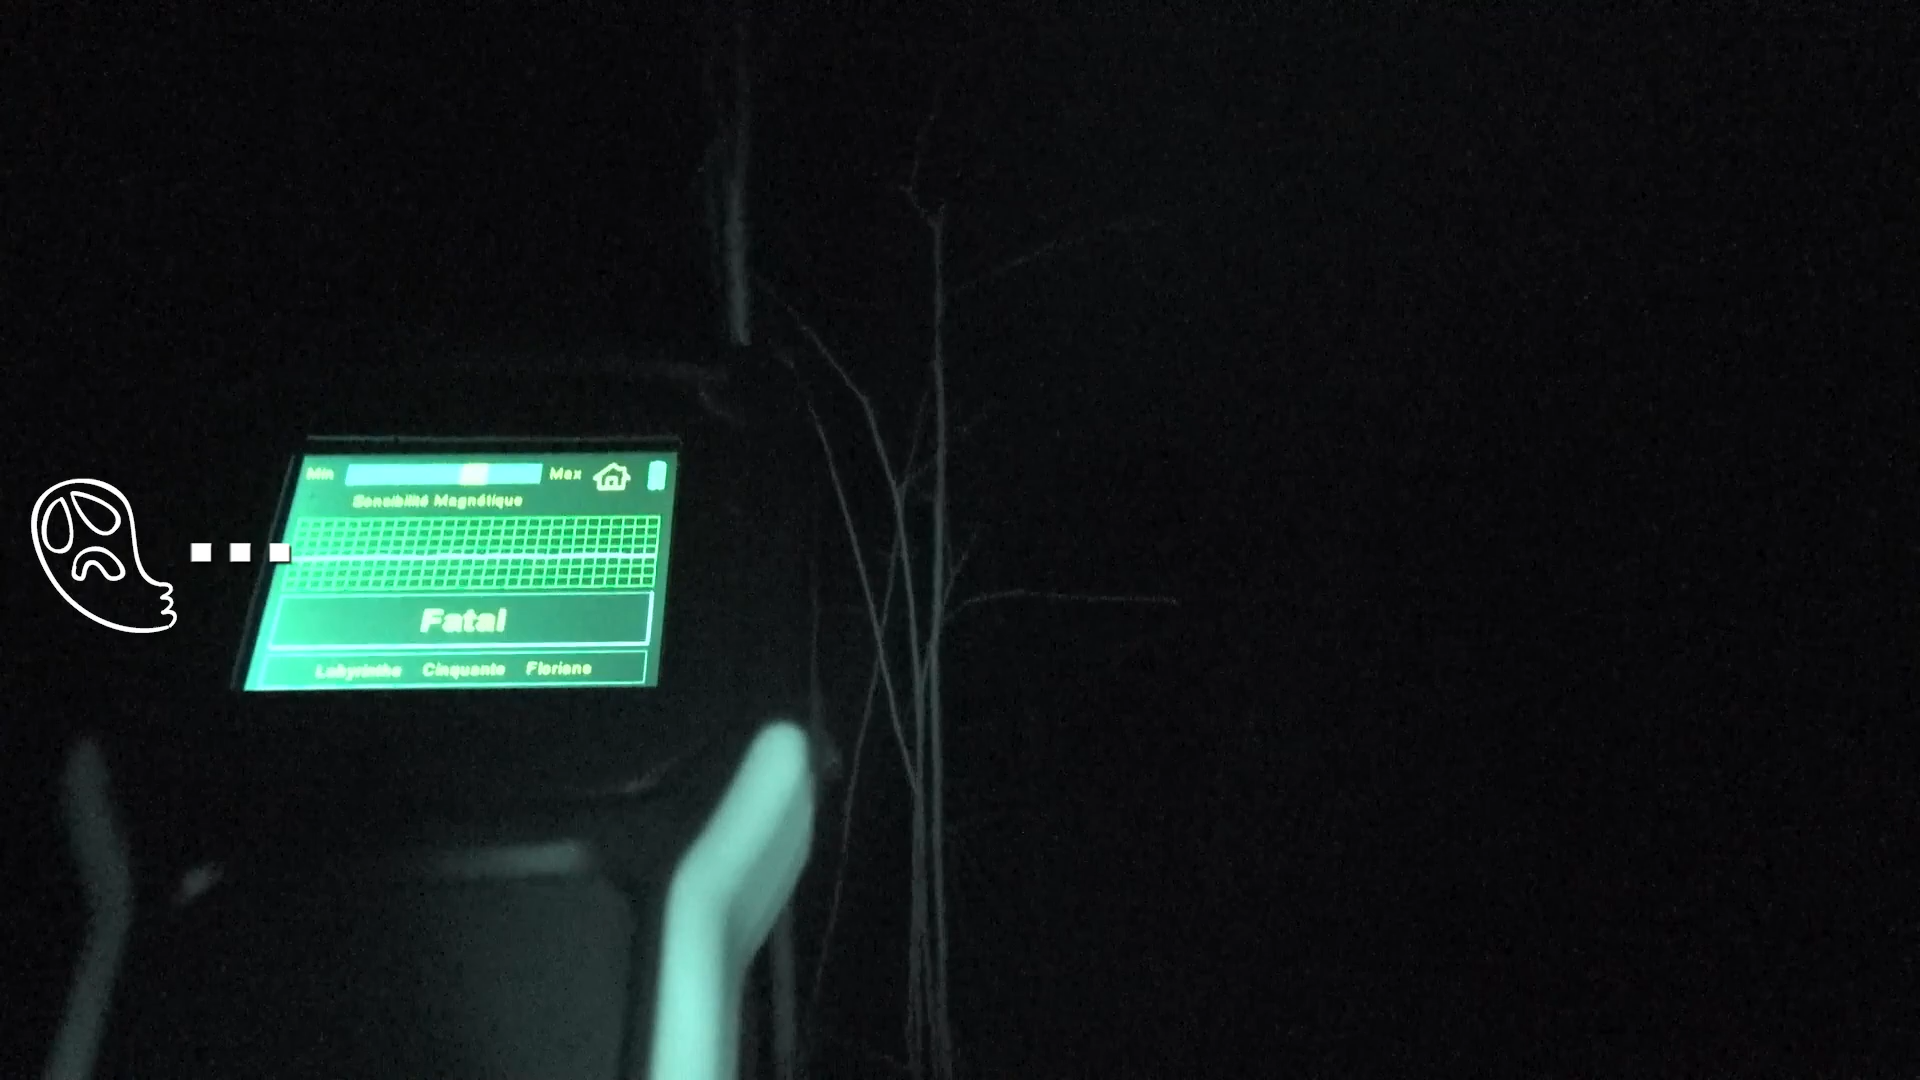 Min Max
Sensibilité Magnétique
Fatal
Labyrinthe Cinquante Floriane